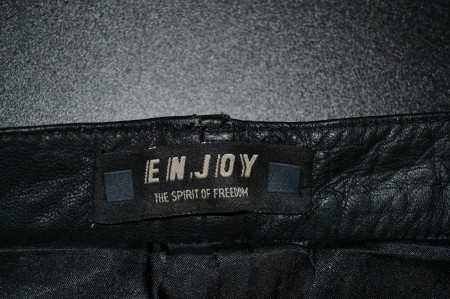 ENJOY
THE SPIRIT OF FREEDOM